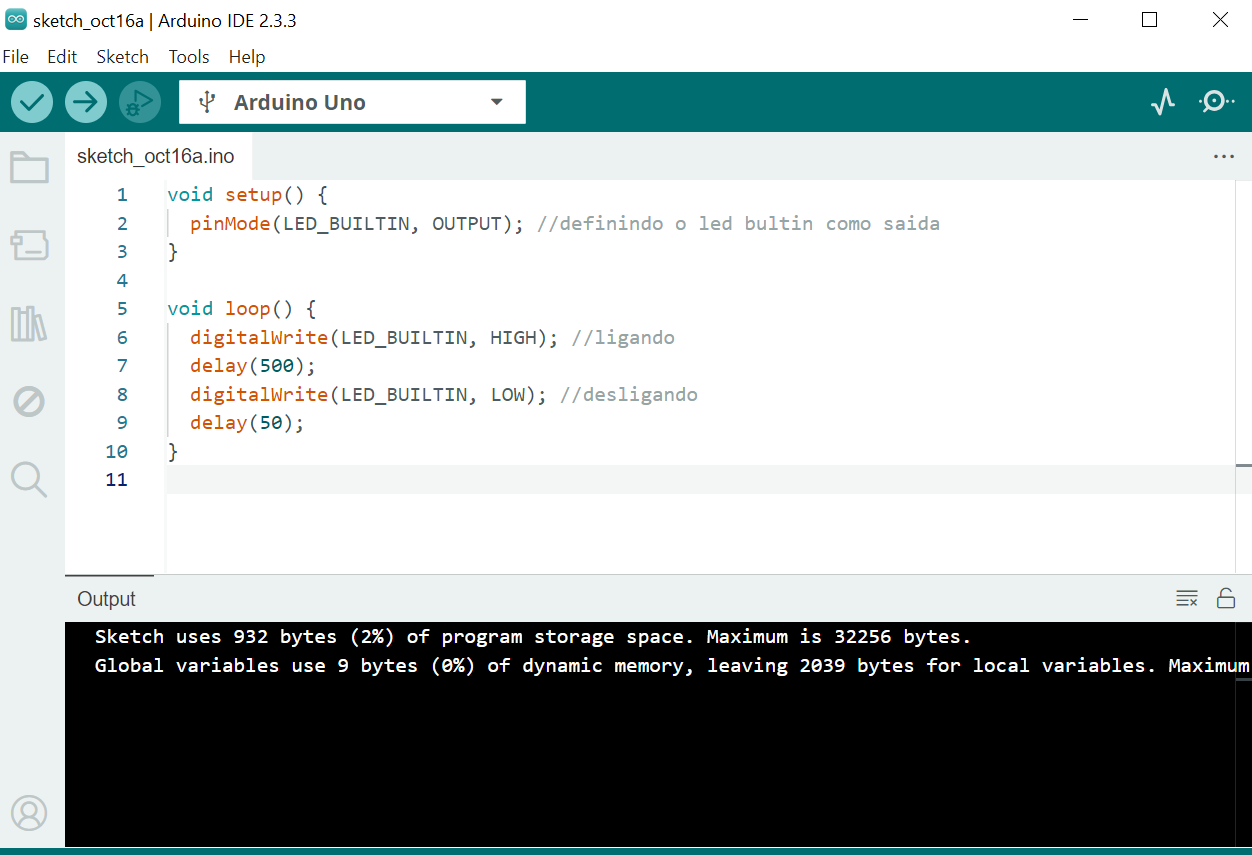 sketch_oct16a | Arduino IDE 2.3.3
File Edit Sketch Tools Help
Arduino Uno
sketch_oct16a.ino
1 void setup() {
2 pinMode(LED_BUILTIN, OUTPUT); //definindo o led bultin como saida
3 }
4
5 void loop() {
6 digitalWrite(LED_BUILTIN, HIGH); //ligando
7 delay(500);
8 digitalWrite(LED_BUILTIN, LOW); //desligando
9 delay(50);
10 }
11
Output
Sketch uses 932 bytes (2%) of program storage space. Maximum is 32256 bytes.
Global variables use 9 bytes (0%) of dynamic memory, leaving 2039 bytes for local variables. Maximum